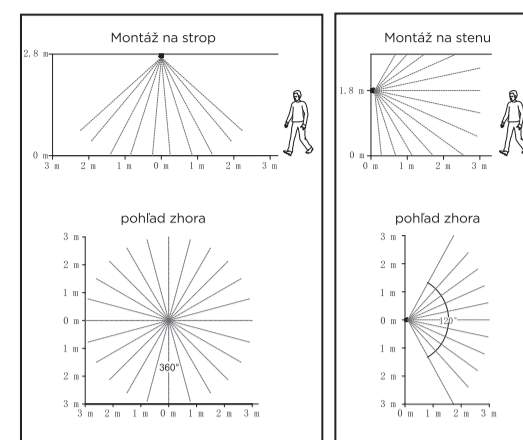 Montáž na strop
2.8 m
0 m
3 m 2 m 1 m 0 m 1 m 2 m 3 m
pohľad zhora
3 m
2 m
1 m
0 m
1 m
2 m
3 m
360°
3 m 2 m 1 m 0 m 1 m 2 m 3 m
Montáž na stenu
1.8 m
0 m
0 m 1 m 2 m 3 m
pohľad zhora
3 m
2 m
1 m
0 m
1 m
2 m
3 m
120°
0 m 1 m 2 m 3 m